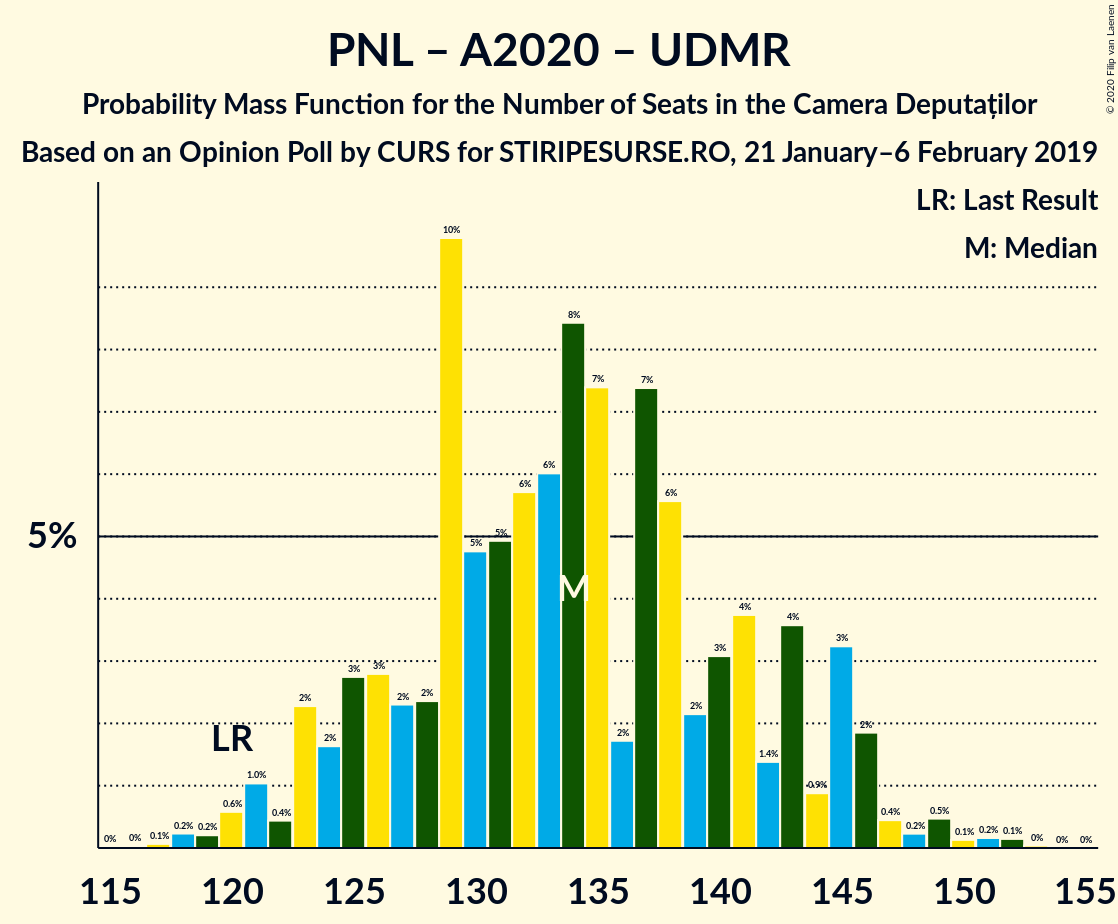 PNL – A2020 – UDMR
Probability Mass Function for the Number of Seats in the Camera Deputaților
Based on an Opinion Poll by CURS for STIRIPESURSE.RO, 21 January–6 February 2019
© 2020 Filip van Laenen
LR: Last Result
M: Median
5%
LR
M
0% 0% 0.1% 0.2% 0.2% 0.6% 1.0% 0.4% 2% 2% 3% 3% 2% 2% 10% 5% 5% 6% 6% 8% 7% 2% 7% 6% 2% 3% 4% 1.4% 4% 0.9% 3% 2% 0.4% 0.2% 0.5% 0.1% 0.2% 0.1% 0% 0% 0%
115 120 125 130 135 140 145 150 155